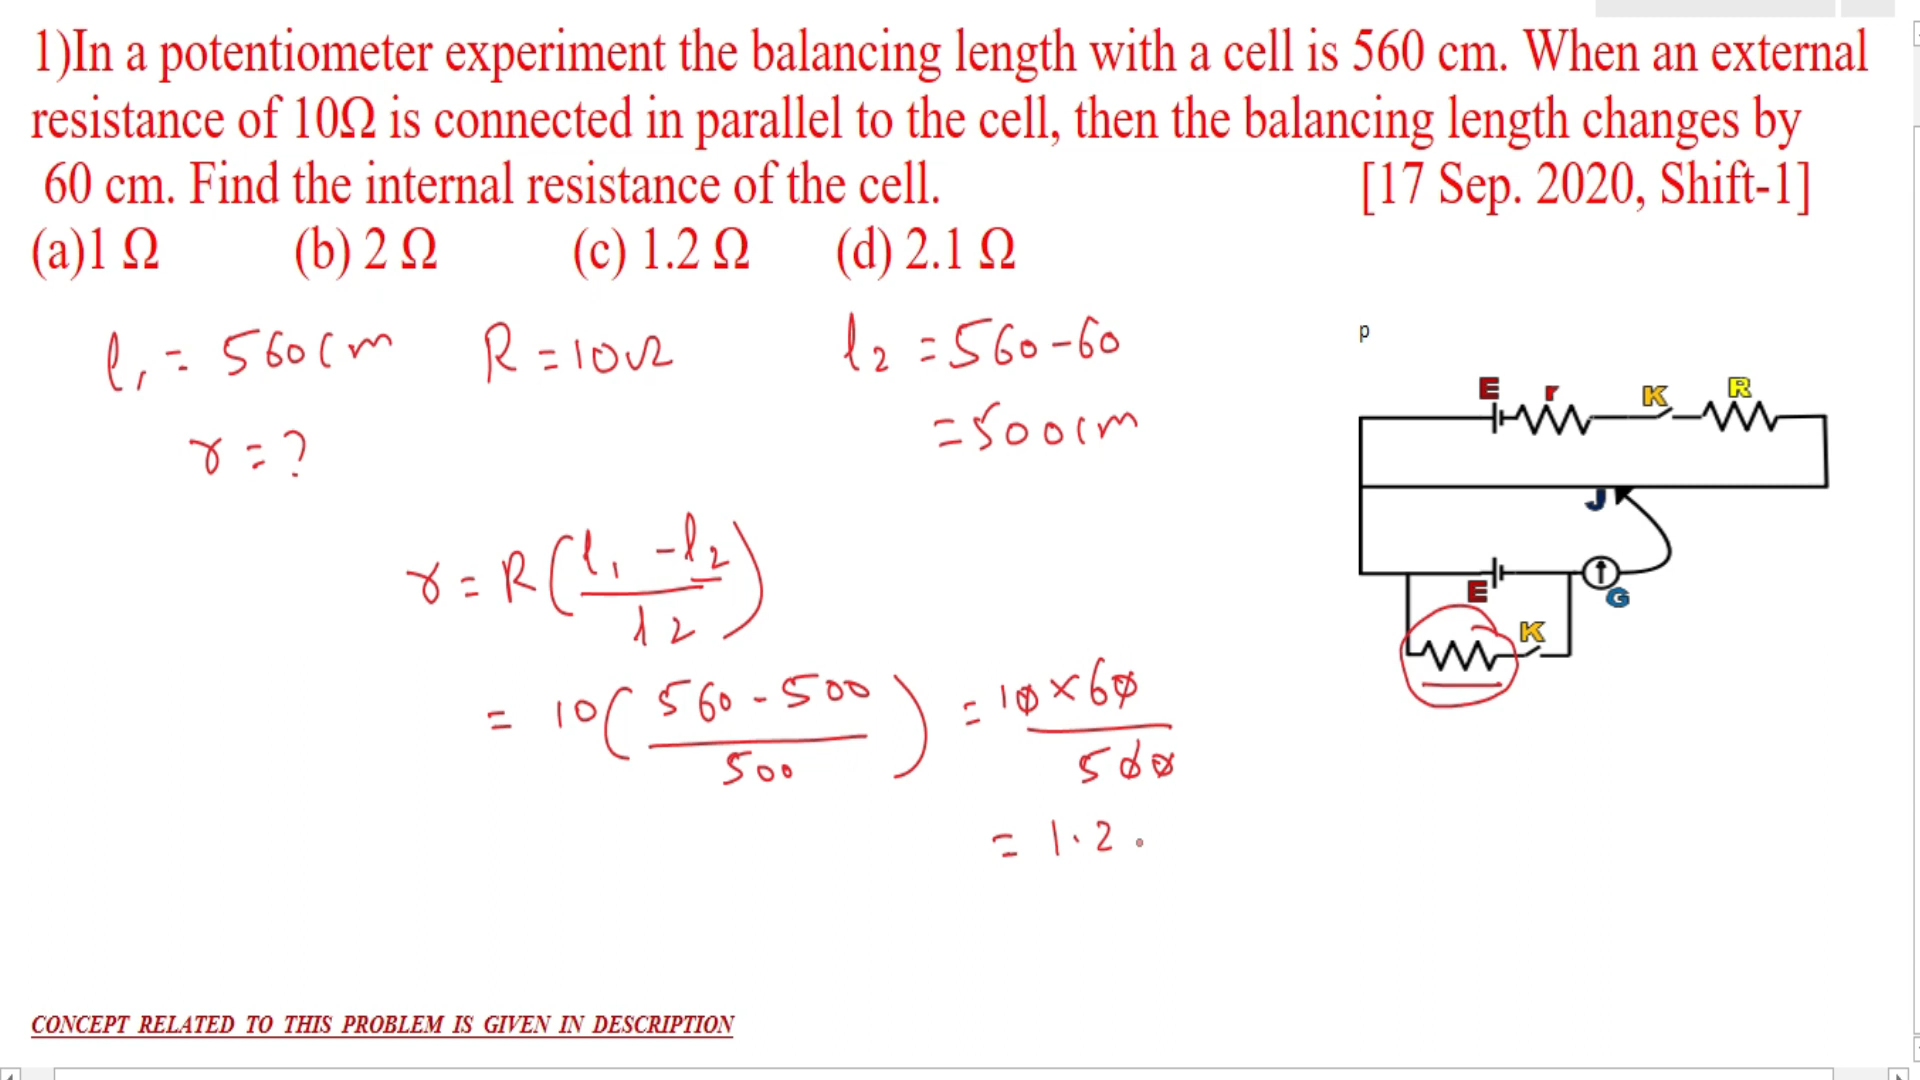 1)In a potentiometer experiment the balancing length with a cell is 560 cm. When an external
resistance of 10Ω is connected in parallel to the cell, then the balancing length changes by
60 cm. Find the internal resistance of the cell. [17 Sep. 2020, Shift-1]
(a)1 Ω (b) 2 Ω (c) 1.2 Ω (d) 2.1 Ω
l₁ = 560cm R = 10Ω l₂ = 560-60
= 500cm
r = ?
p
E r K R
J
E G
K
r = R(l₁ - l₂ / l₂)
= 10(560 - 500 / 500) = 10 × 60 / 500
= 1.2
CONCEPT RELATED TO THIS PROBLEM IS GIVEN IN DESCRIPTION